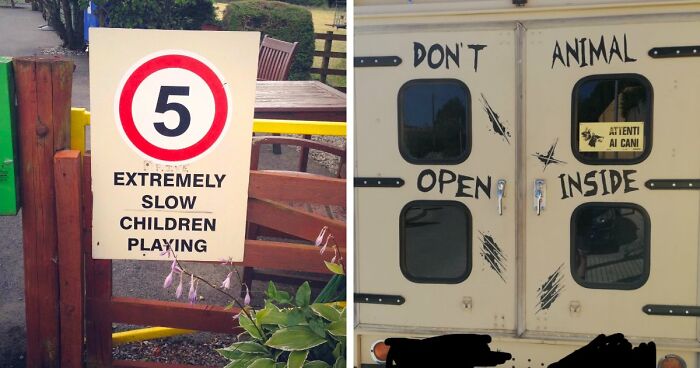 5
EXTREMELY
SLOW
CHILDREN
PLAYING
DON'T ANIMAL
ATTENTI
AI CANI
OPEN INSIDE